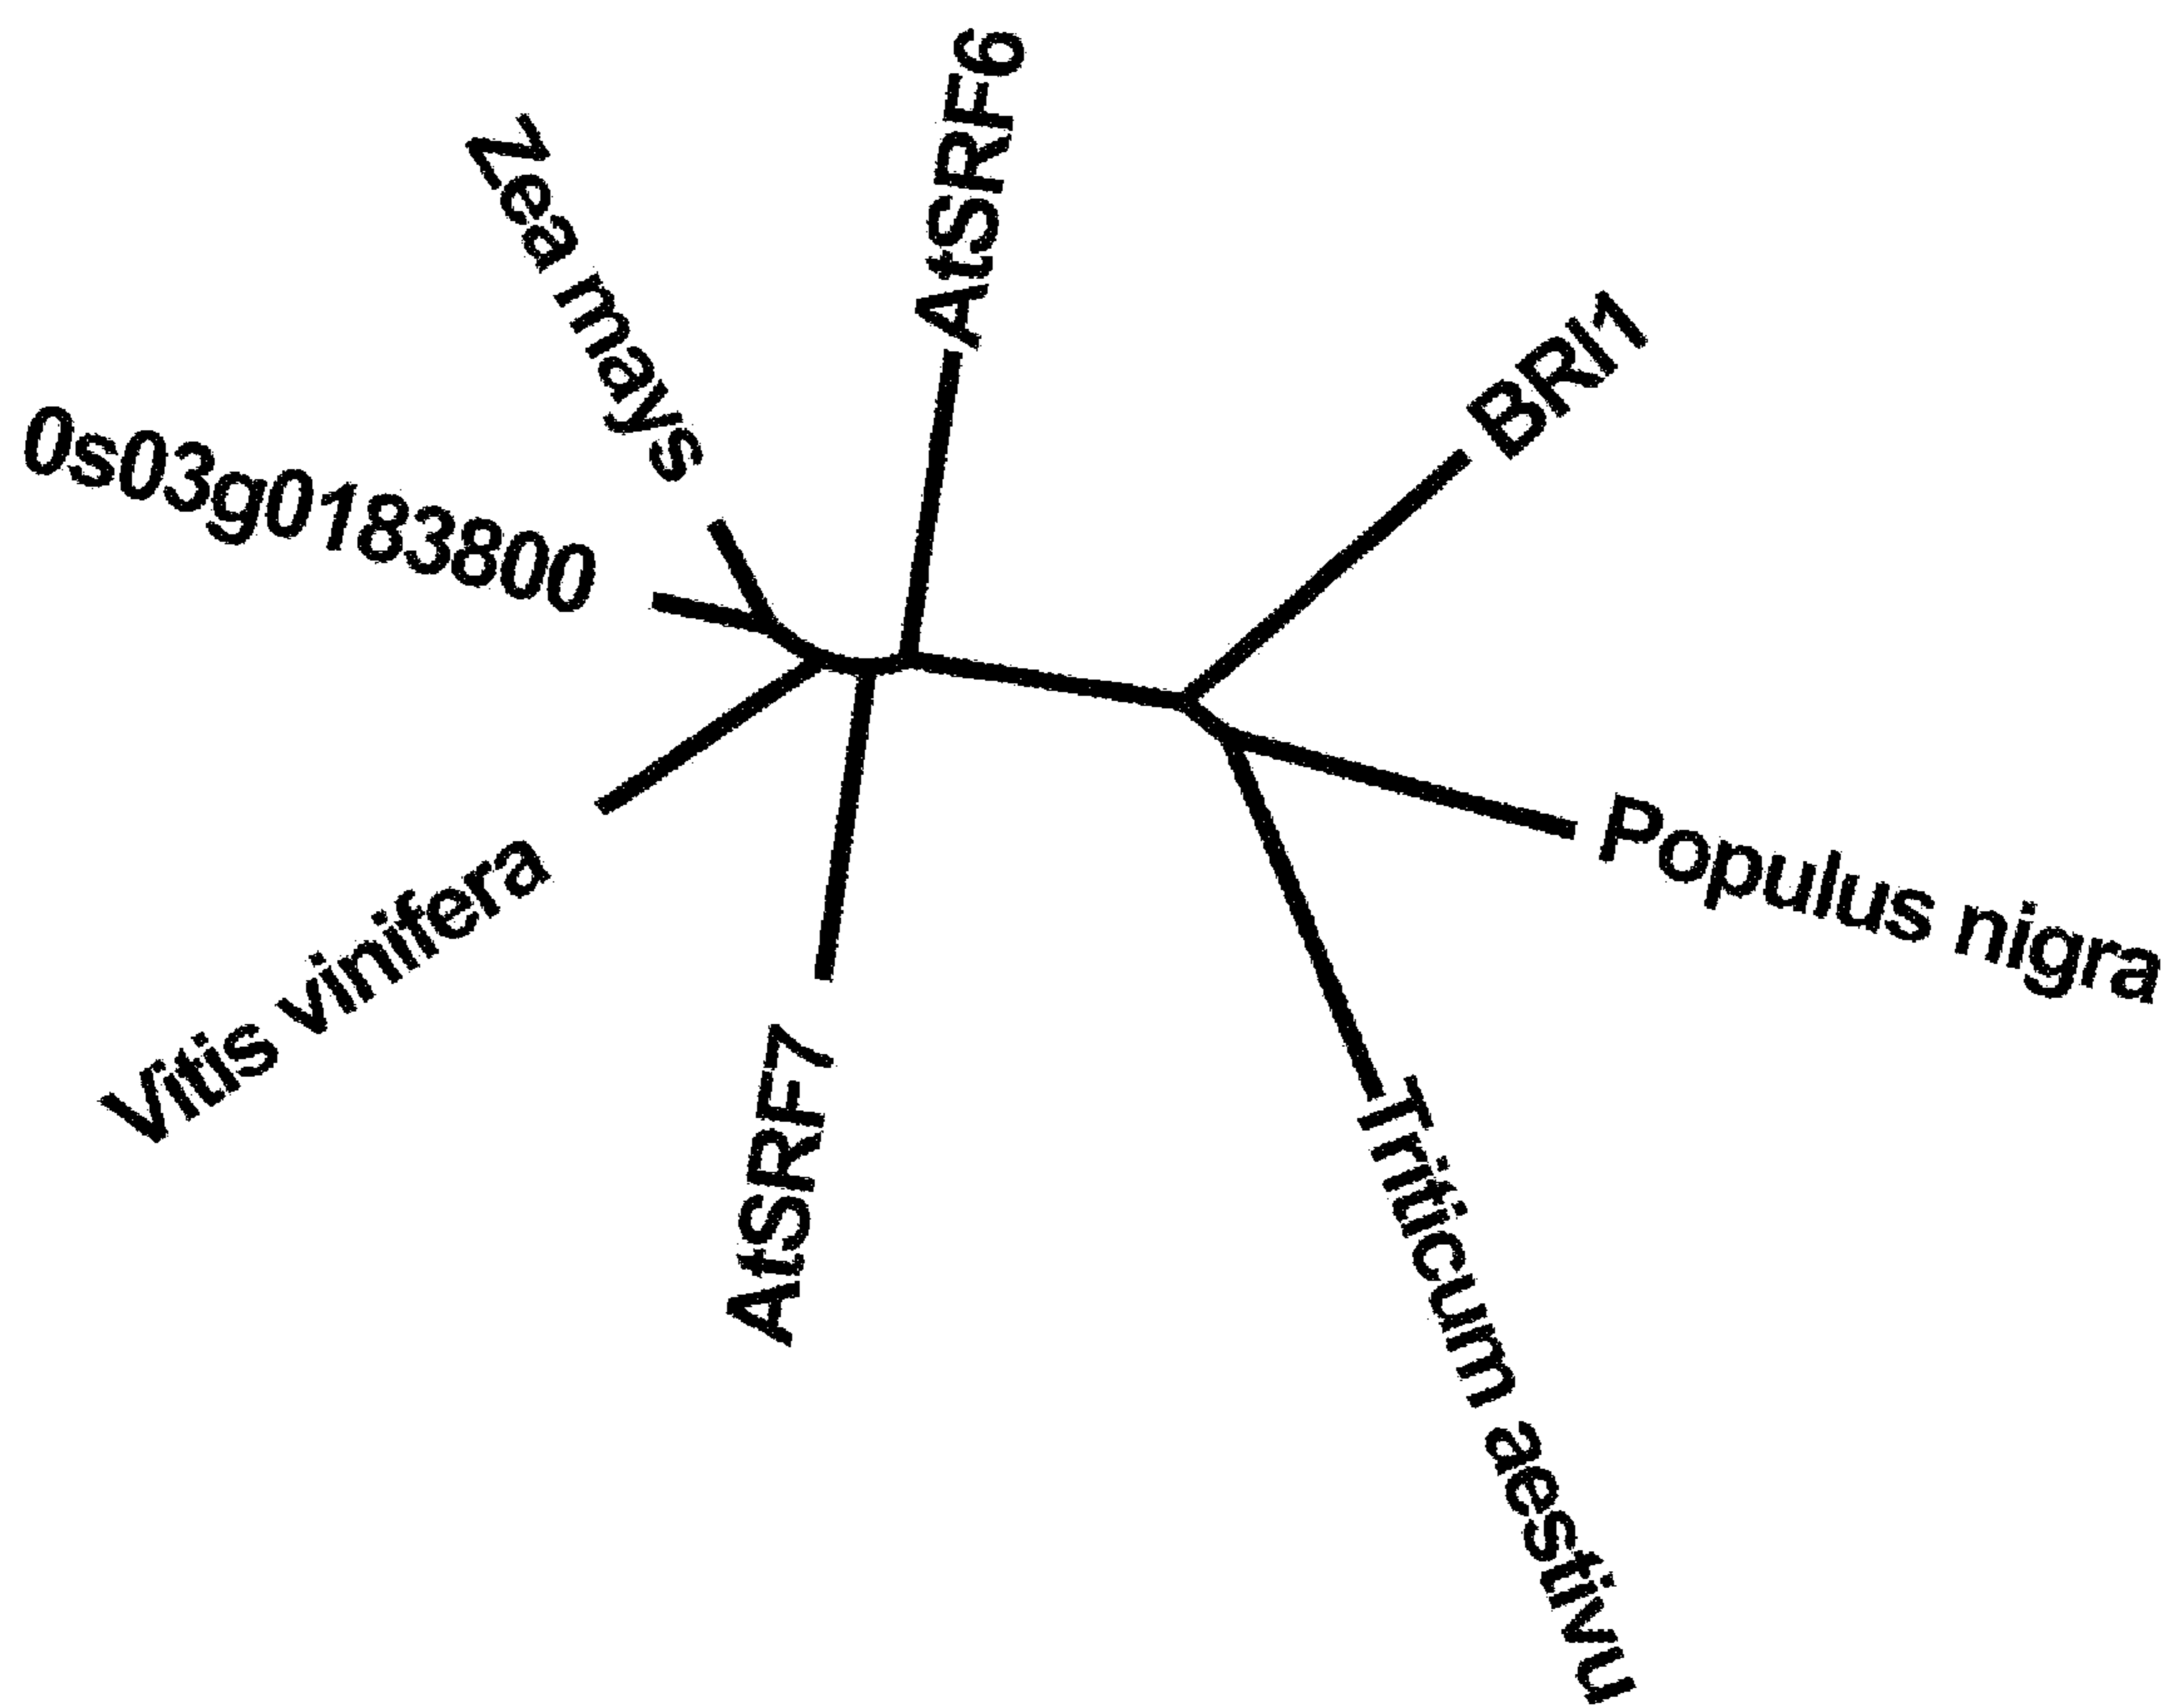 AtSRF6
Zea mays
BRI1
0s03g0183800
Populus nigra
Vitis vinifera
AtSRF7
Triticum aestivu